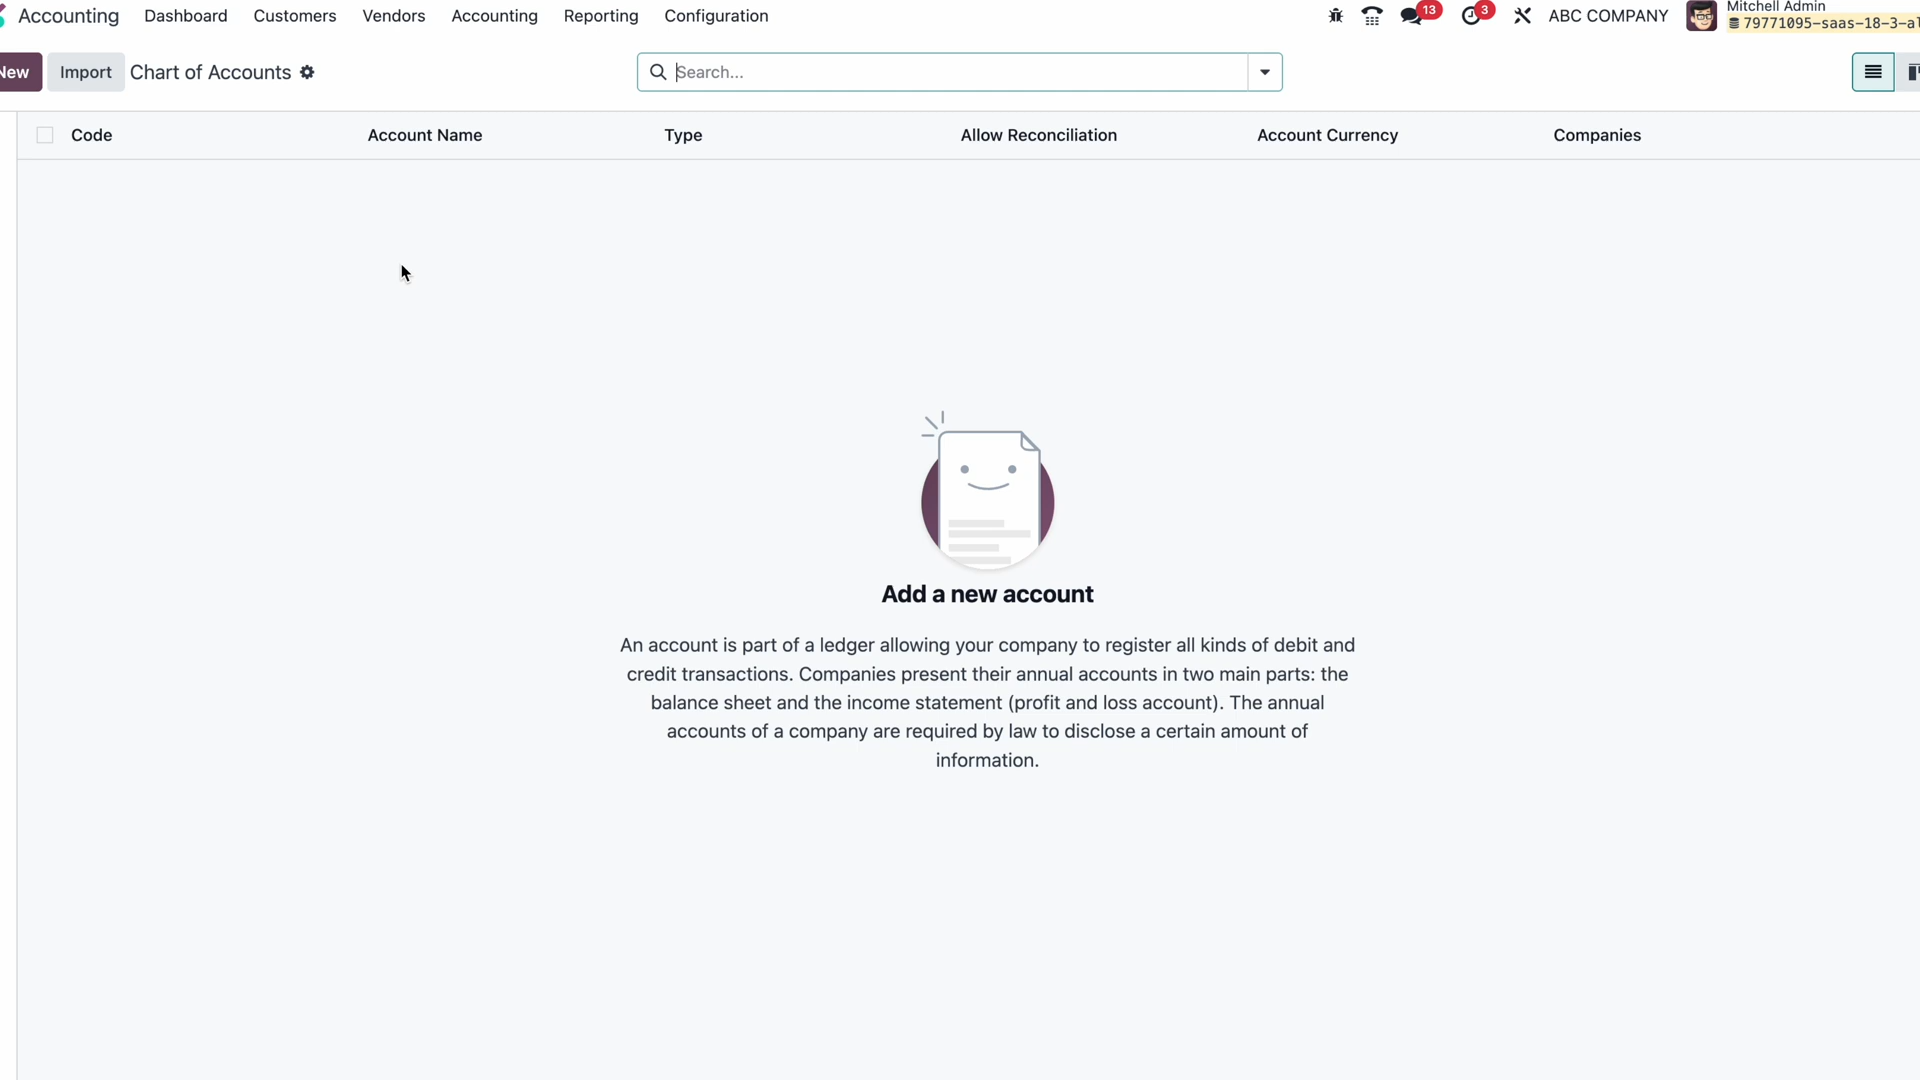 Accounting Dashboard Customers Vendors Accounting Reporting Configuration 13 3 ABC COMPANY Mitchell Admin
79771095-saas-18-3-al
New Import Chart of Accounts Search...
Code Account Name Type Allow Reconciliation Account Currency Companies
Add a new account
An account is part of a ledger allowing your company to register all kinds of debit and
credit transactions. Companies present their annual accounts in two main parts: the
balance sheet and the income statement (profit and loss account). The annual
accounts of a company are required by law to disclose a certain amount of
information.